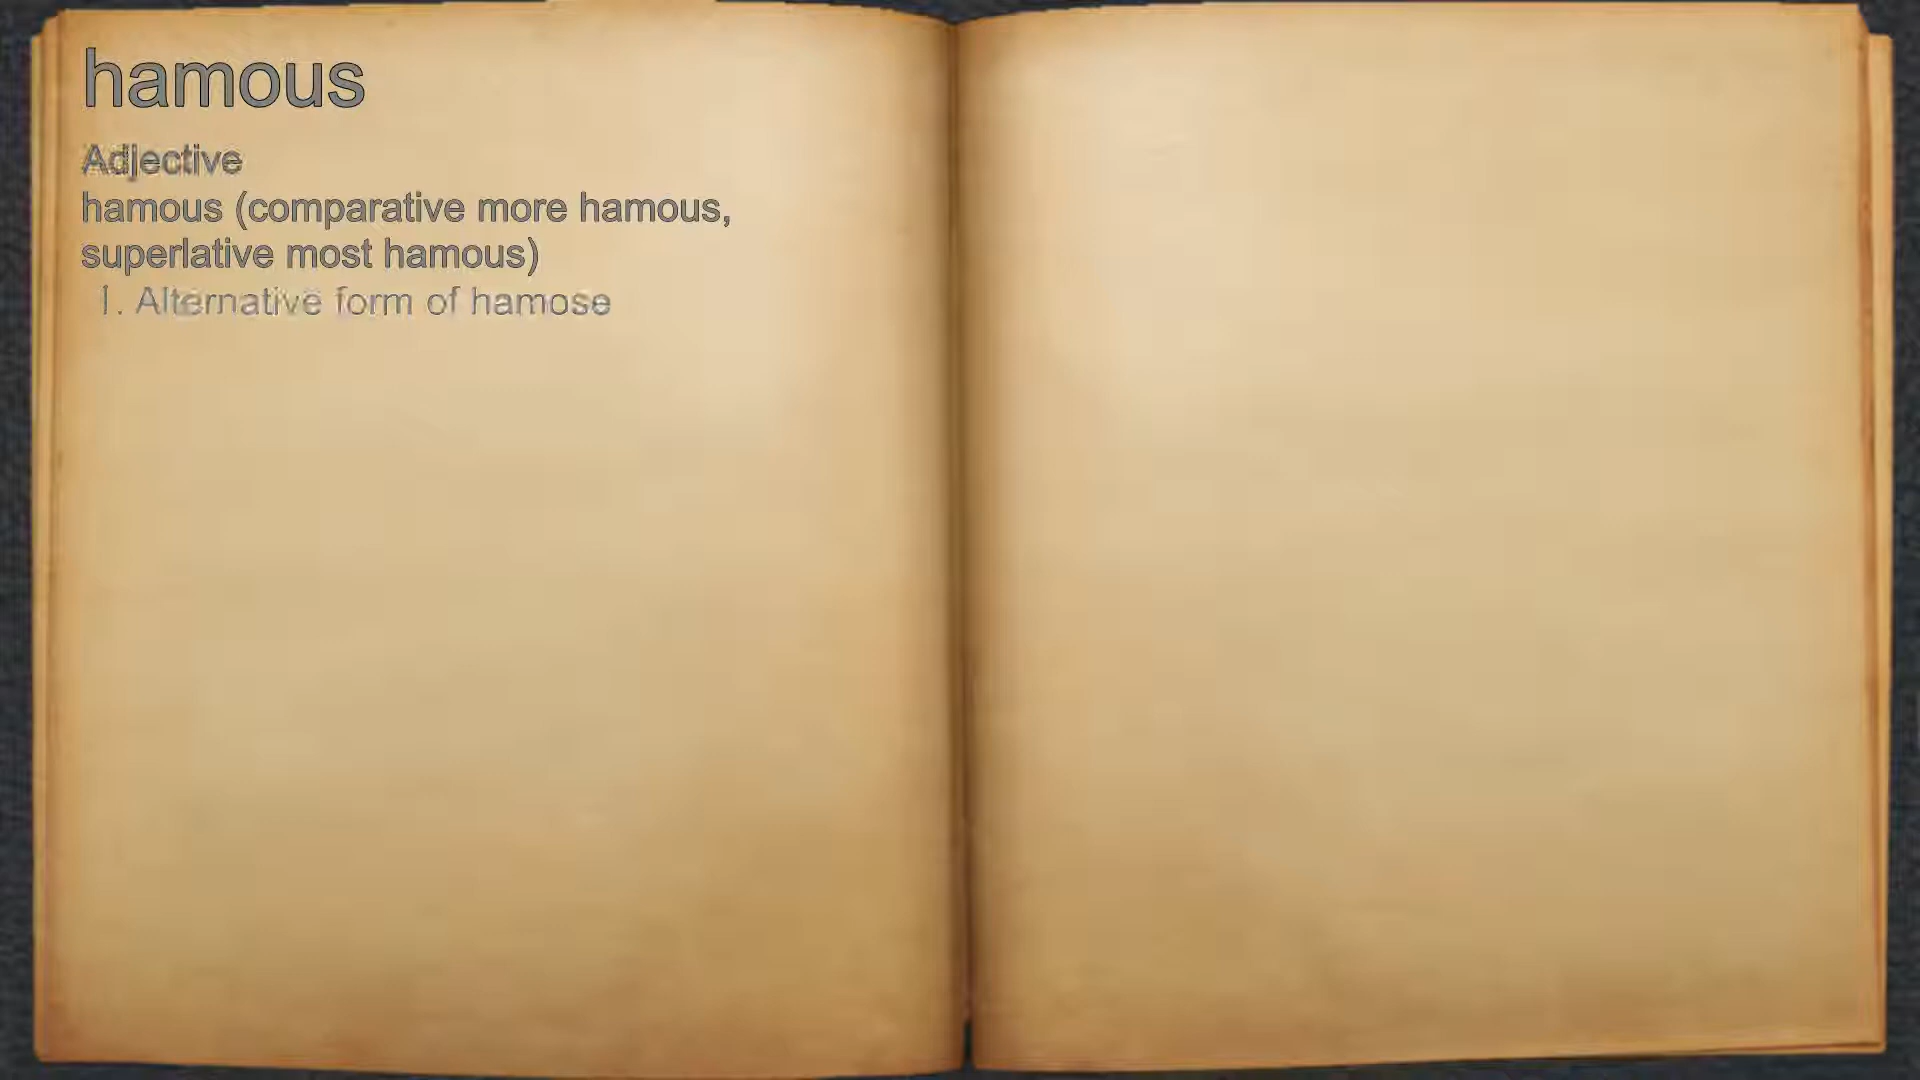 hamous
Adjective
hamous (comparative more hamous,
superlative most hamous)
1. Alternative form of hamose